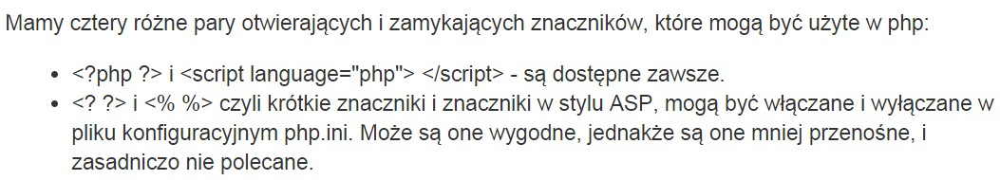 Mamy cztery różne pary otwierających i zamykających znaczników, które mogą być użyte w php:
• <?php ?> i <script language="php"> </script> - są dostępne zawsze.
• <? ?> i <% %> czyli krótkie znaczniki i znaczniki w stylu ASP, mogą być włączane i wyłączane w
pliku konfiguracyjnym php.ini. Może są one wygodne, jednakże są one mniej przenośne, i
zasadniczo nie polecane.